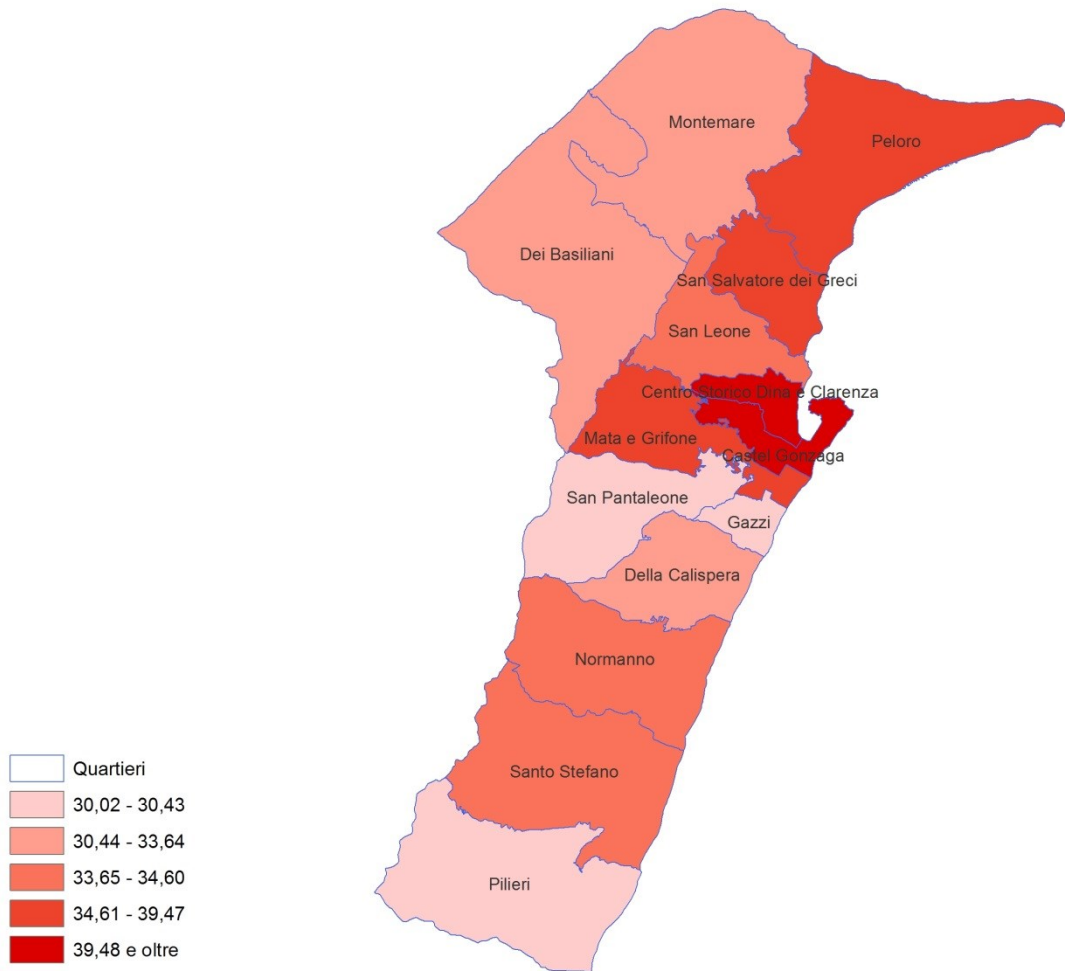 Montemare
Peloro
Dei Basiliani
San Salvatore dei Greci
San Leone
Centro Storico Dina e Clarenza
Mata e Grifone
Castel Gonzaga
San Pantaleone
Gazzi
Della Calispera
Normanno
Santo Stefano
Pilieri
Quartieri
30,02 - 30,43
30,44 - 33,64
33,65 - 34,60
34,61 - 39,47
39,48 e oltre